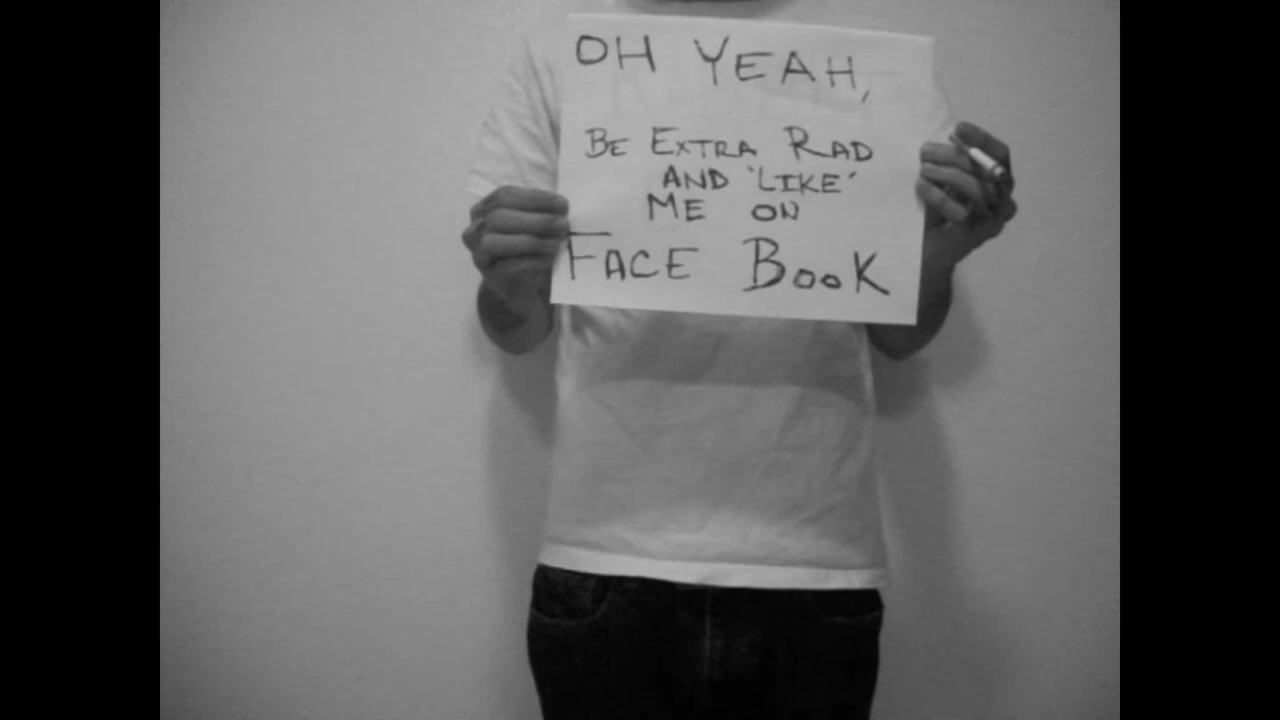 OH YEAH,
BE EXTRA RAD
AND 'LIKE'
ME ON
FACE BOOK